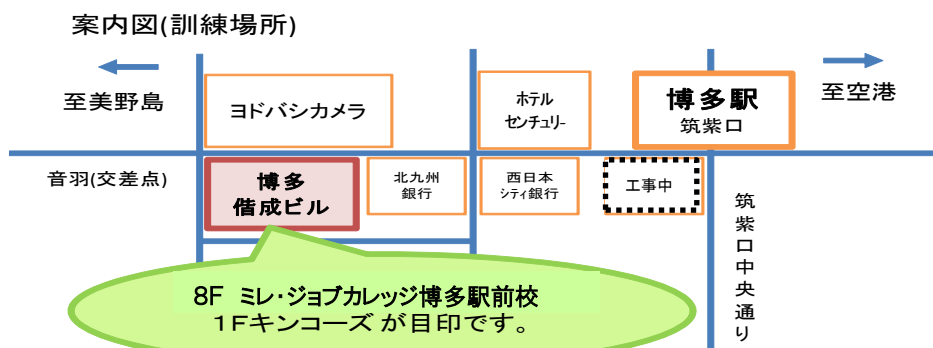 案内図(訓練場所)
至美野島
ヨドバシカメラ
ホテル
センチュリ-
博多駅
筑紫口
至空港
音羽(交差点)
博多
偕成ビル
北九州
銀行
西日本
シティ銀行
工事中
筑紫口中央通り
8F ミレ・ジョブカレッジ博多駅前校
1Fキンコーズ が目印です。